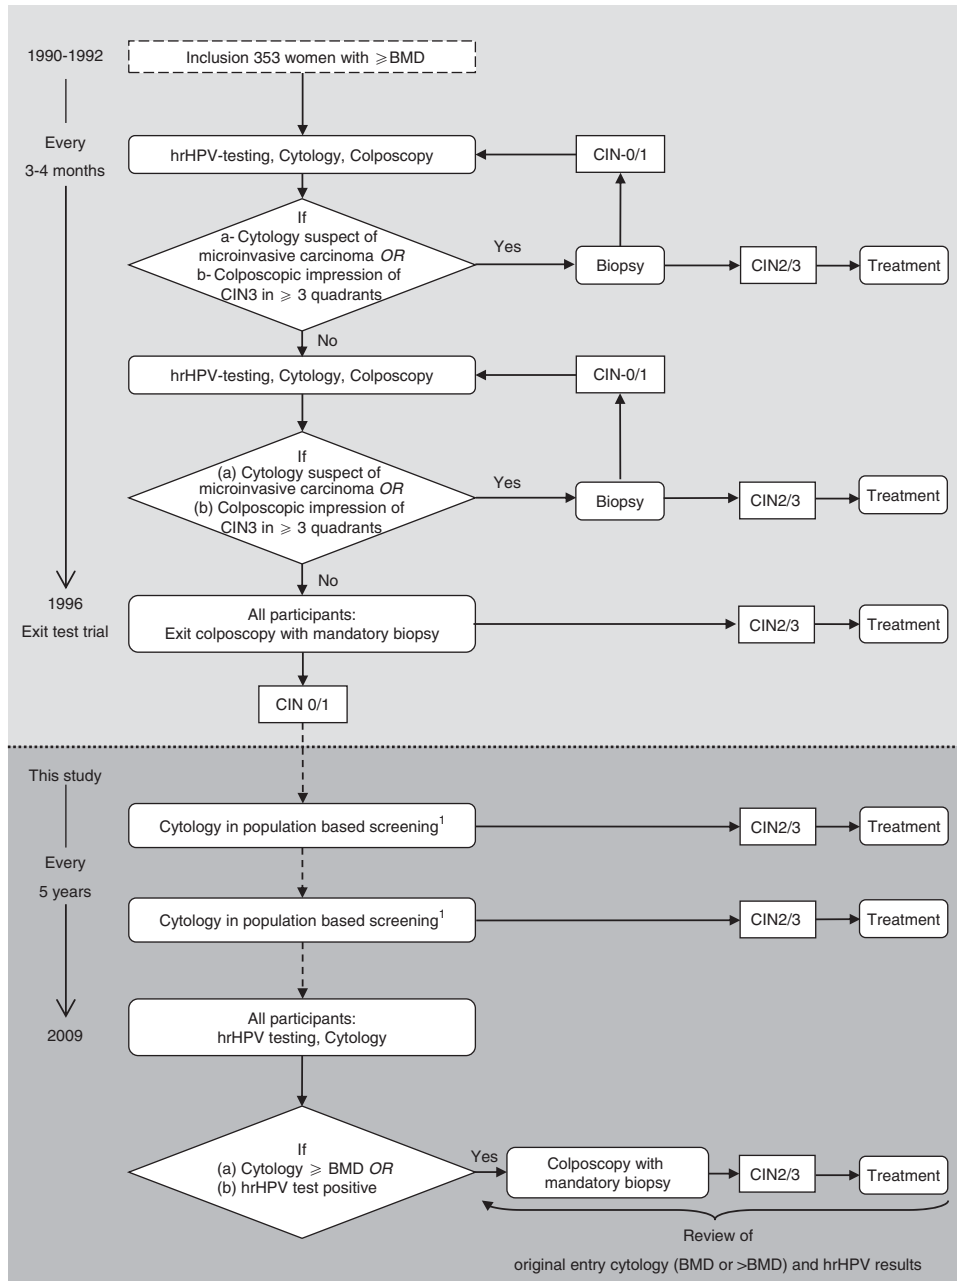 1990-1992
Inclusion 353 women with ⩾BMD
Every
3-4 months
hrHPV-testing, Cytology, Colposcopy
CIN-0/1
If
a- Cytology suspect of
microinvasive carcinoma OR
b- Colposcopic impression of
CIN3 in ⩾ 3 quadrants
Yes
Biopsy
CIN2/3
Treatment
No
hrHPV-testing, Cytology, Colposcopy
CIN-0/1
If
(a) Cytology suspect of
microinvasive carcinoma OR
(b) Colposcopic impression of
CIN3 in ⩾ 3 quadrants
Yes
Biopsy
CIN2/3
Treatment
No
1996
Exit test trial
All participants:
Exit colposcopy with mandatory biopsy
CIN2/3
Treatment
CIN 0/1
This study
Every
5 years
Cytology in population based screening1
CIN2/3
Treatment
Cytology in population based screening1
CIN2/3
Treatment
2009
All participants:
hrHPV testing, Cytology
If
(a) Cytology ⩾ BMD OR
(b) hrHPV test positive
Yes
Colposcopy with
mandatory biopsy
CIN2/3
Treatment
Review of
original entry cytology (BMD or >BMD) and hrHPV results